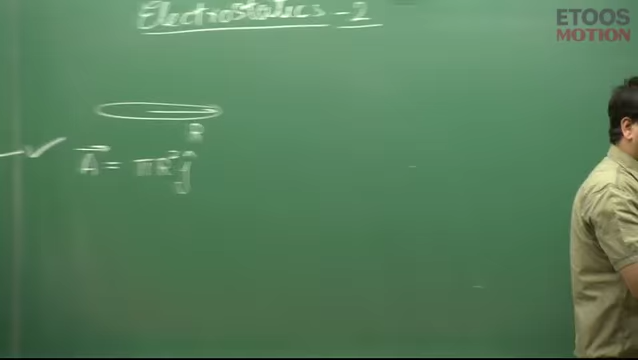 Electrostatics - 2
ETOOS
MOTION
R
✓ A⃗ = πR² ĵ